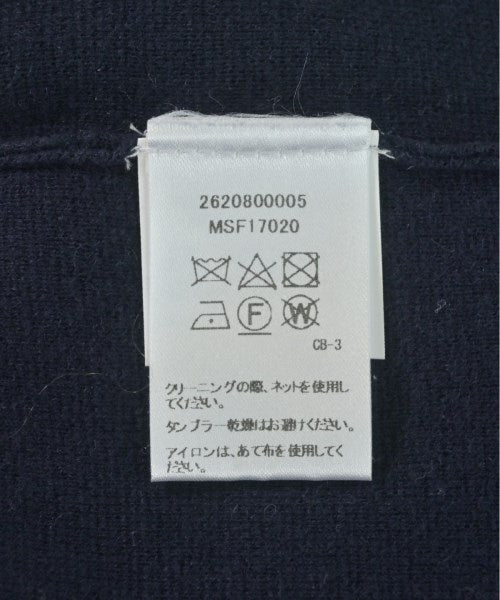 2620800005
MSF17020
F W
CB-3
クリーニングの際、ネットを使用し
てください。
タンブラー乾燥はお避けください。
アイロンは、あて布を使用してく
ださい。